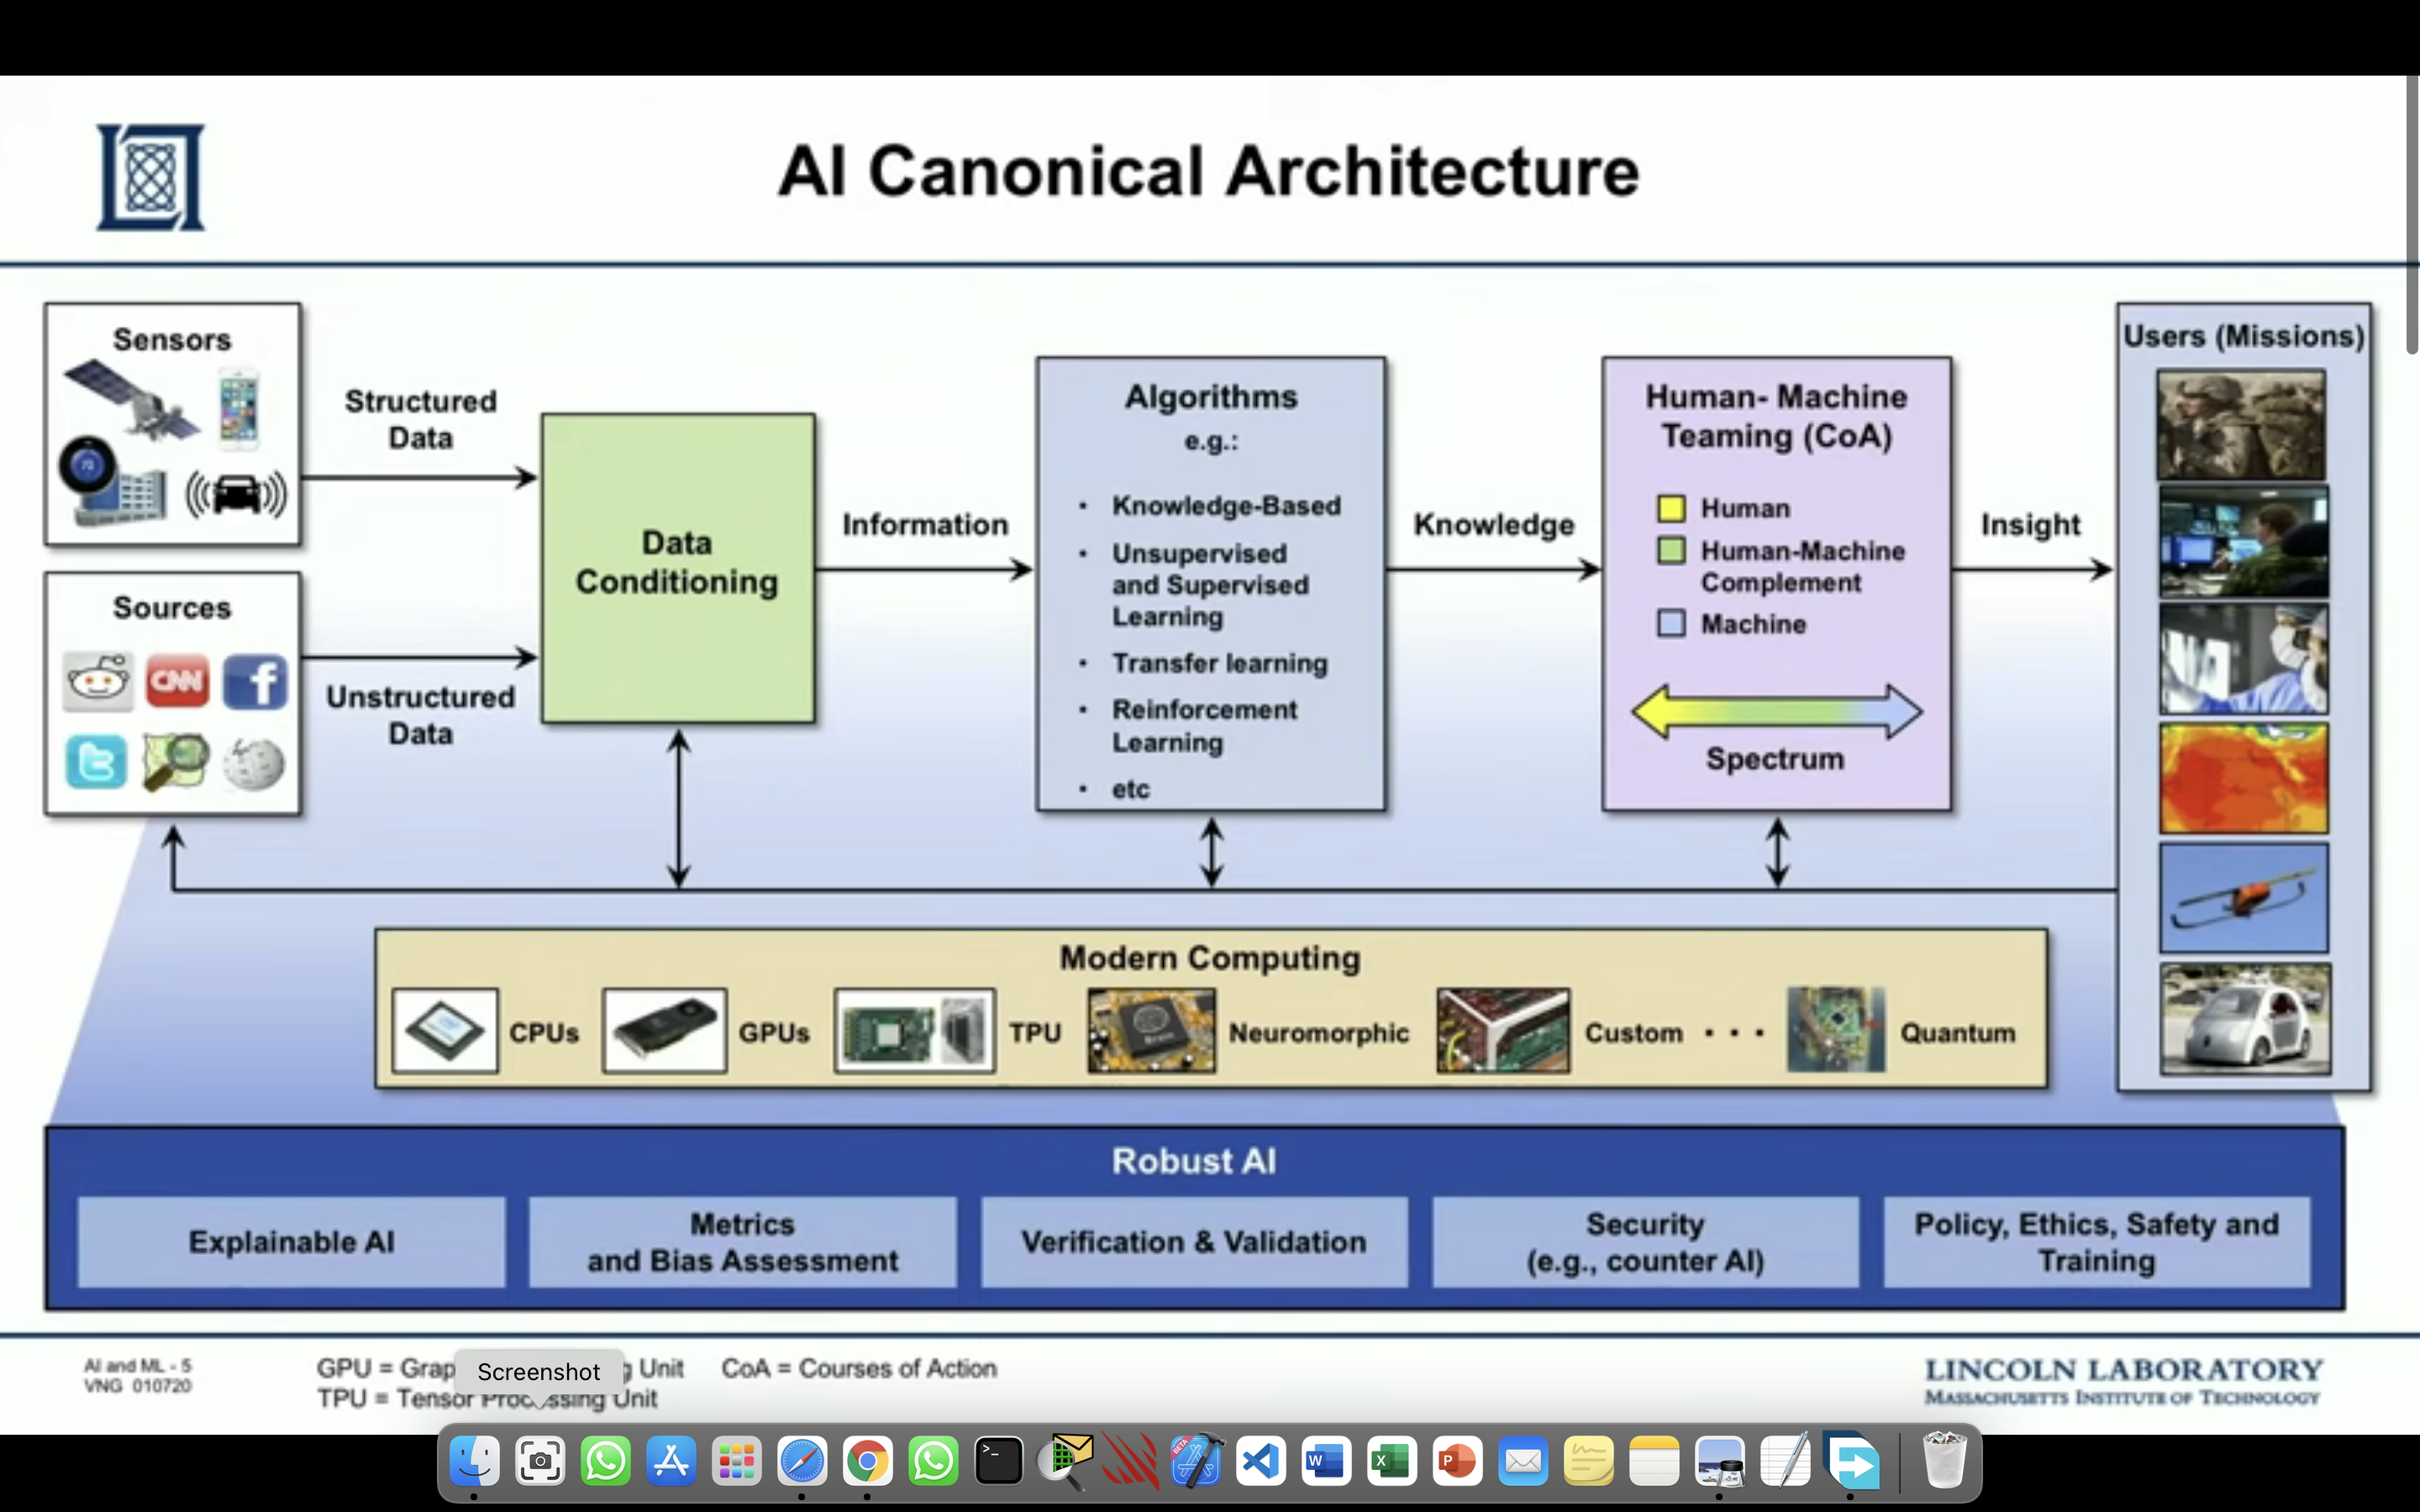 AI Canonical Architecture
Sensors
Structured
Data
Sources
CNN
f
Unstructured
Data
Data
Conditioning
Information
Algorithms
e.g.:
• Knowledge-Based
• Unsupervised
and Supervised
Learning
• Transfer learning
• Reinforcement
Learning
• etc
Knowledge
Human- Machine
Teaming (CoA)
Human
Human-Machine
Complement
Machine
Spectrum
Insight
Users (Missions)
Modern Computing
CPUs
GPUs
TPU
Neuromorphic
Custom
• • •
Quantum
Robust AI
Explainable AI
Metrics
and Bias Assessment
Verification & Validation
Security
(e.g., counter AI)
Policy, Ethics, Safety and
Training
AI and ML - 5
VNG 010720
GPU = Grap g Unit CoA = Courses of Action
TPU = Tensor Processing Unit
Screenshot
LINCOLN LABORATORY
MASSACHUSETTS INSTITUTE OF TECHNOLOGY
>_
BETA
W
X
P